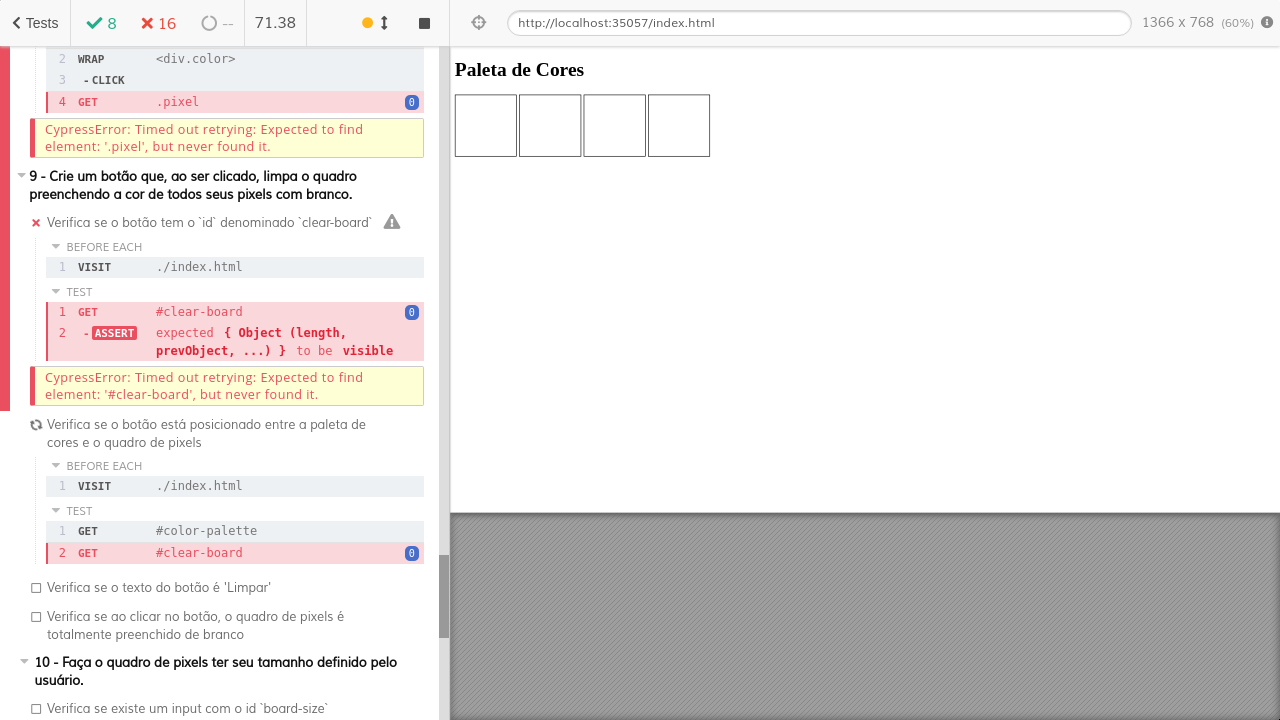 Tests 8 16 -- 71.38 http://localhost:35057/index.html 1366 x 768 (60%)
2 WRAP <div.color>
3 -CLICK
4 GET .pixel 0
CypressError: Timed out retrying: Expected to find
element: '.pixel', but never found it.
9 - Crie um botão que, ao ser clicado, limpa o quadro
preenchendo a cor de todos seus pixels com branco.
Verifica se o botão tem o `id` denominado `clear-board`
BEFORE EACH
1 VISIT ./index.html
TEST
1 GET #clear-board 0
2 -ASSERT expected { Object (length,
prevObject, ...) } to be visible
CypressError: Timed out retrying: Expected to find
element: '#clear-board', but never found it.
Verifica se o botão está posicionado entre a paleta de
cores e o quadro de pixels
BEFORE EACH
1 VISIT ./index.html
TEST
1 GET #color-palette
2 GET #clear-board 0
Verifica se o texto do botão é 'Limpar'
Verifica se ao clicar no botão, o quadro de pixels é
totalmente preenchido de branco
10 - Faça o quadro de pixels ter seu tamanho definido pelo
usuário.
Verifica se existe um input com o id `board-size`
Paleta de Cores